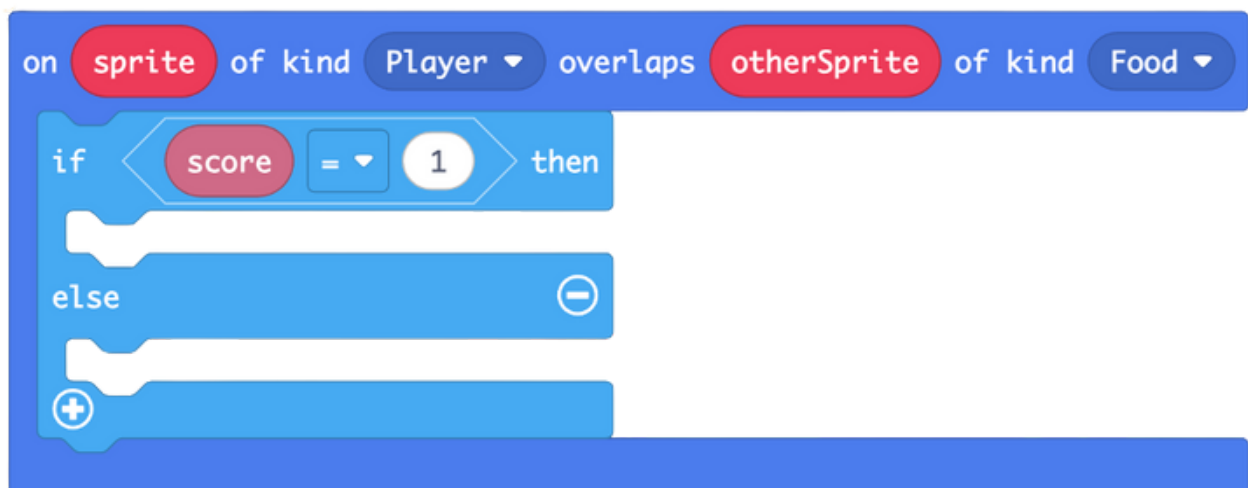 on sprite of kind Player overlaps otherSprite of kind Food
if score = 1 then
else